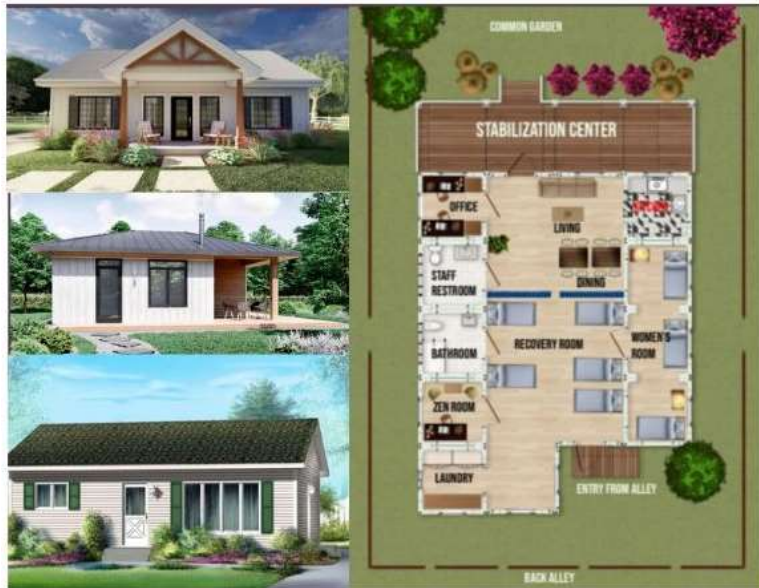 COMMON GARDEN
STABILIZATION CENTER
OFFICE
LIVING
STAFF
RESTROOM
DINING
BATHROOM
RECOVERY ROOM
WOMEN'S
ROOM
ZEN ROOM
LAUNDRY
ENTRY FROM ALLEY
BACK ALLEY